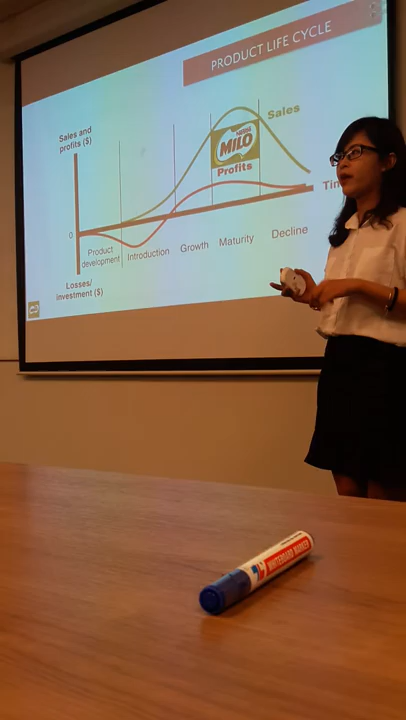 PRODUCT LIFE CYCLE
Sales and
profits ($)
Sales
Nestlé
MILO
Profits
Tim
0
Product
development
Introduction
Growth
Maturity
Decline
Losses/
investment ($)
WHITEBOARD MARKER